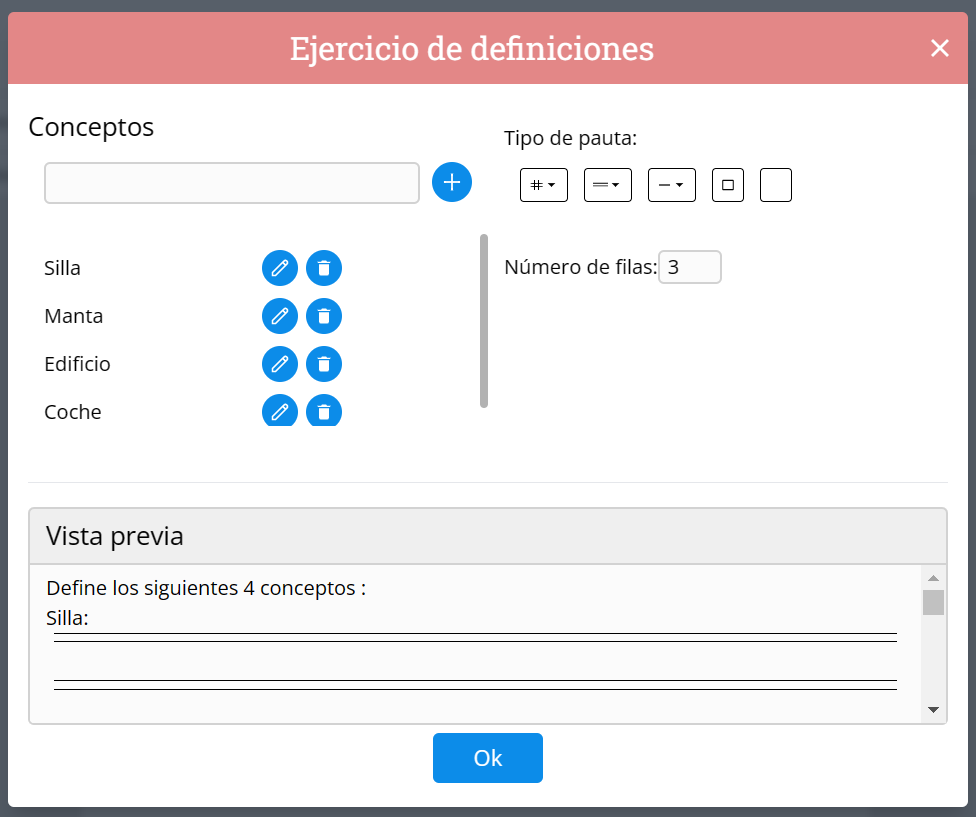 Ejercicio de definiciones
Conceptos
Tipo de pauta:
Silla
Manta
Edificio
Coche
Número de filas: 3
Vista previa
Define los siguientes 4 conceptos :
Silla:
Ok